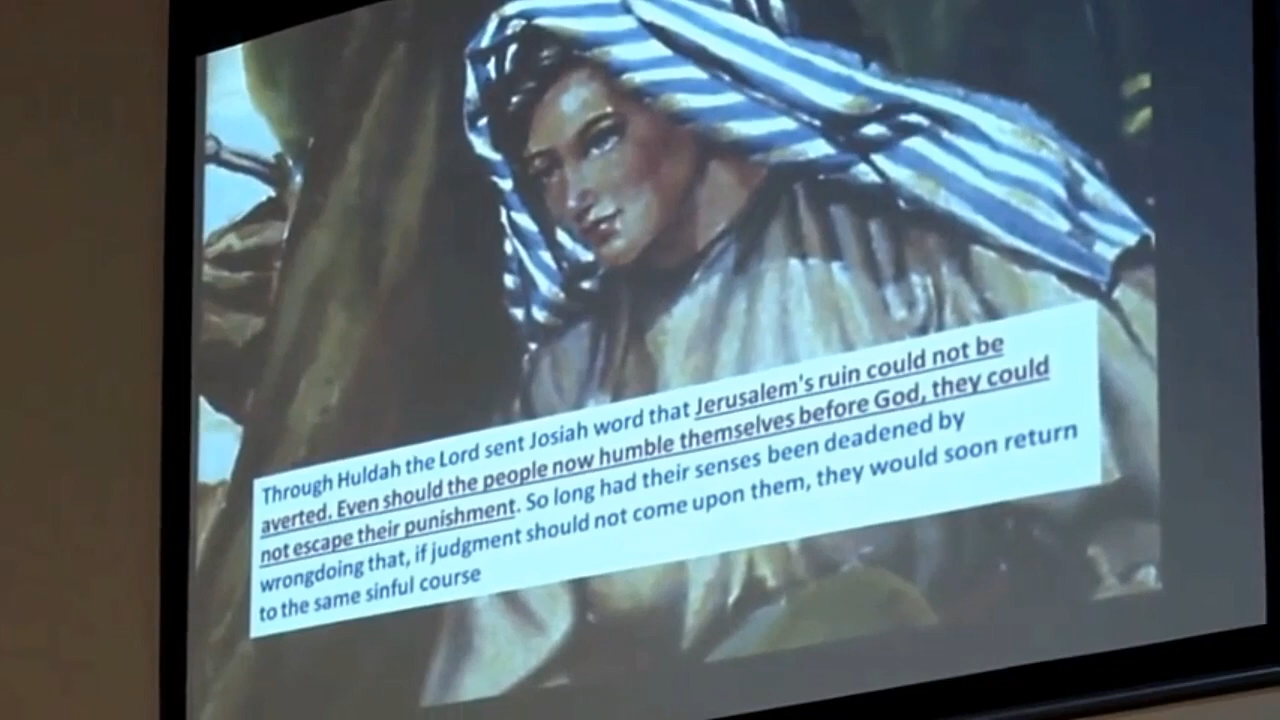 Through Huldah the Lord sent Josiah word that Jerusalem's ruin could not be
averted. Even should the people now humble themselves before God, they could
not escape their punishment. So long had their senses been deadened by
wrongdoing that, if judgment should not come upon them, they would soon return
to the same sinful course